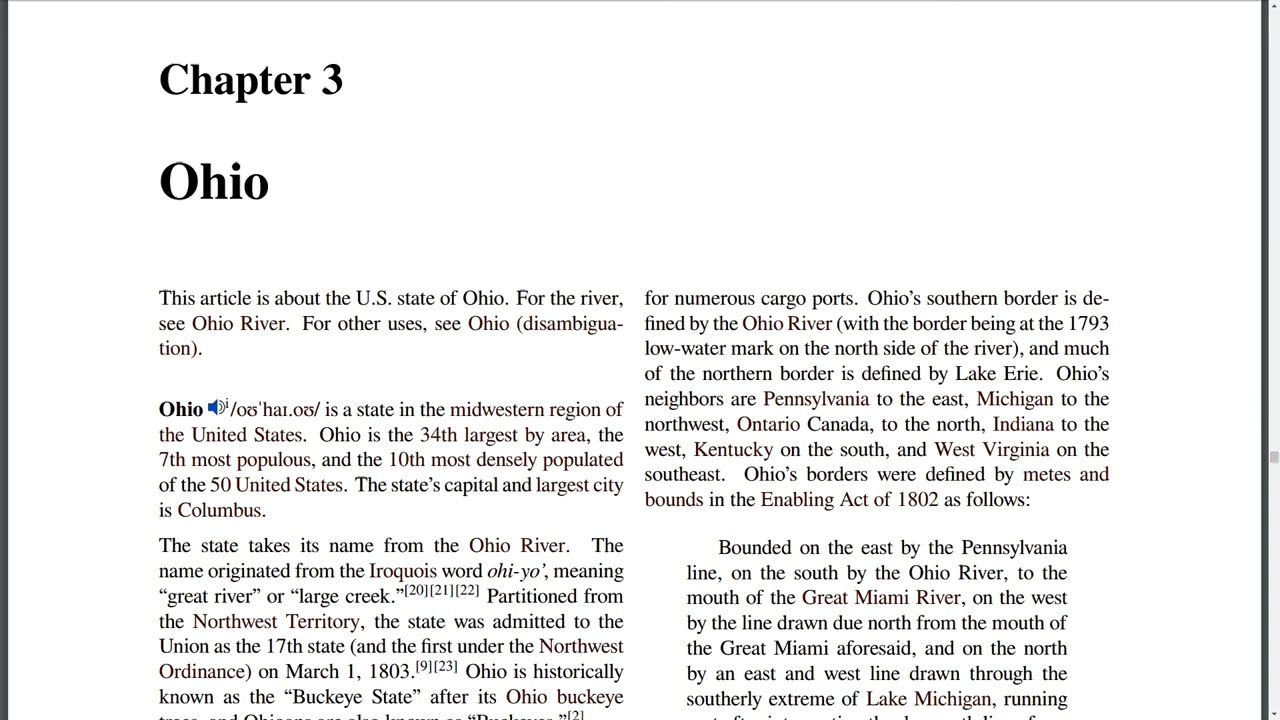 Chapter 3
Ohio
This article is about the U.S. state of Ohio. For the river,
see Ohio River. For other uses, see Ohio (disambigua-
tion).
Ohio i/oʊˈhaɪ.oʊ/ is a state in the midwestern region of
the United States. Ohio is the 34th largest by area, the
7th most populous, and the 10th most densely populated
of the 50 United States. The state’s capital and largest city
is Columbus.
The state takes its name from the Ohio River. The
name originated from the Iroquois word ohi-yo’, meaning
“great river” or “large creek.”[20][21][22] Partitioned from
the Northwest Territory, the state was admitted to the
Union as the 17th state (and the first under the Northwest
Ordinance) on March 1, 1803.[9][23] Ohio is historically
known as the “Buckeye State” after its Ohio buckeye
trees, and Ohioans are also known as “Buckeyes.”[2]
for numerous cargo ports. Ohio’s southern border is de-
fined by the Ohio River (with the border being at the 1793
low-water mark on the north side of the river), and much
of the northern border is defined by Lake Erie. Ohio’s
neighbors are Pennsylvania to the east, Michigan to the
northwest, Ontario Canada, to the north, Indiana to the
west, Kentucky on the south, and West Virginia on the
southeast. Ohio’s borders were defined by metes and
bounds in the Enabling Act of 1802 as follows:
Bounded on the east by the Pennsylvania
line, on the south by the Ohio River, to the
mouth of the Great Miami River, on the west
by the line drawn due north from the mouth of
the Great Miami aforesaid, and on the north
by an east and west line drawn through the
southerly extreme of Lake Michigan, running